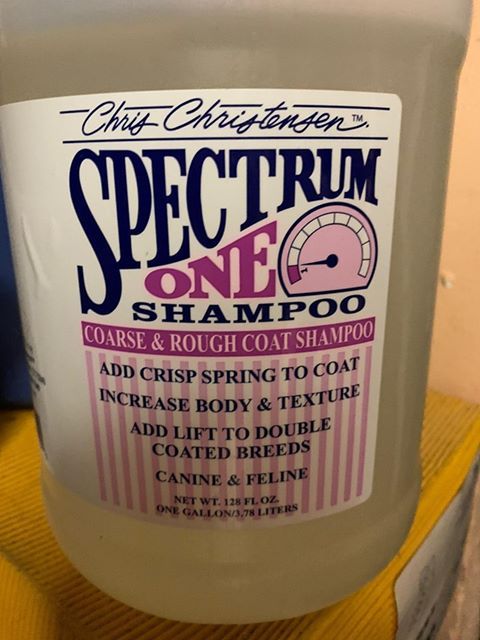 Chris Christensen™.
SPECTRUM
ONE
SHAMPOO
COARSE & ROUGH COAT SHAMPOO
ADD CRISP SPRING TO COAT
INCREASE BODY & TEXTURE
ADD LIFT TO DOUBLE
COATED BREEDS
CANINE & FELINE
NET WT. 128 FL OZ.
ONE GALLON/3.78 LITERS